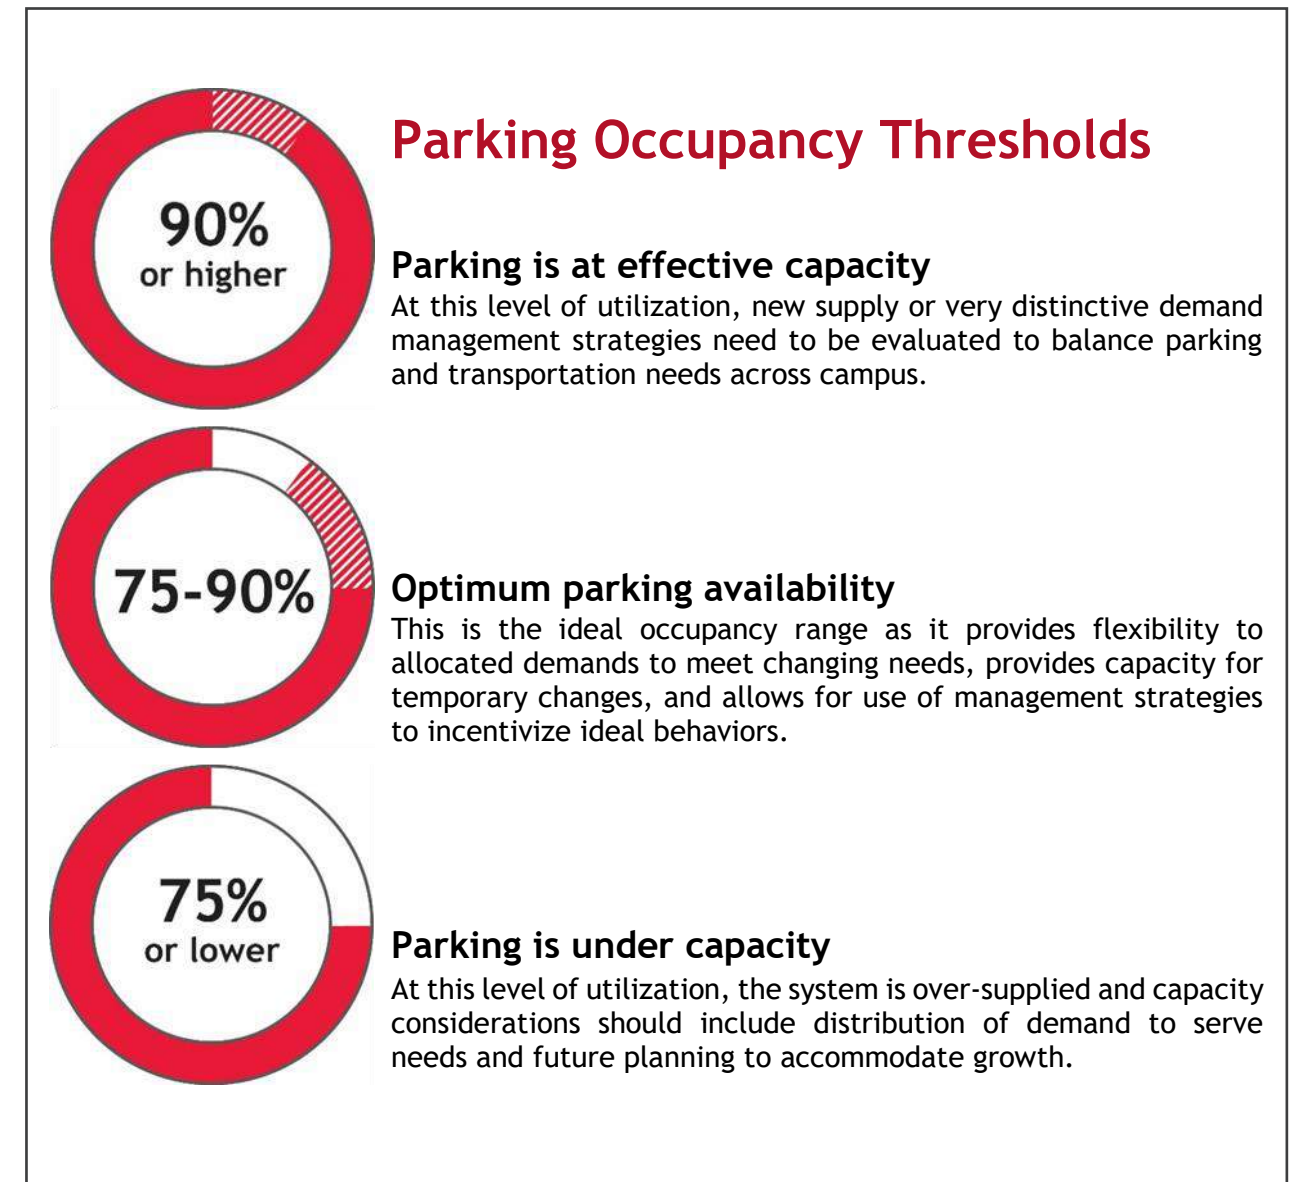 Parking Occupancy Thresholds
90%
or higher
Parking is at effective capacity
At this level of utilization, new supply or very distinctive demand
management strategies need to be evaluated to balance parking
and transportation needs across campus.
75-90%
Optimum parking availability
This is the ideal occupancy range as it provides flexibility to
allocated demands to meet changing needs, provides capacity for
temporary changes, and allows for use of management strategies
to incentivize ideal behaviors.
75%
or lower
Parking is under capacity
At this level of utilization, the system is over-supplied and capacity
considerations should include distribution of demand to serve
needs and future planning to accommodate growth.